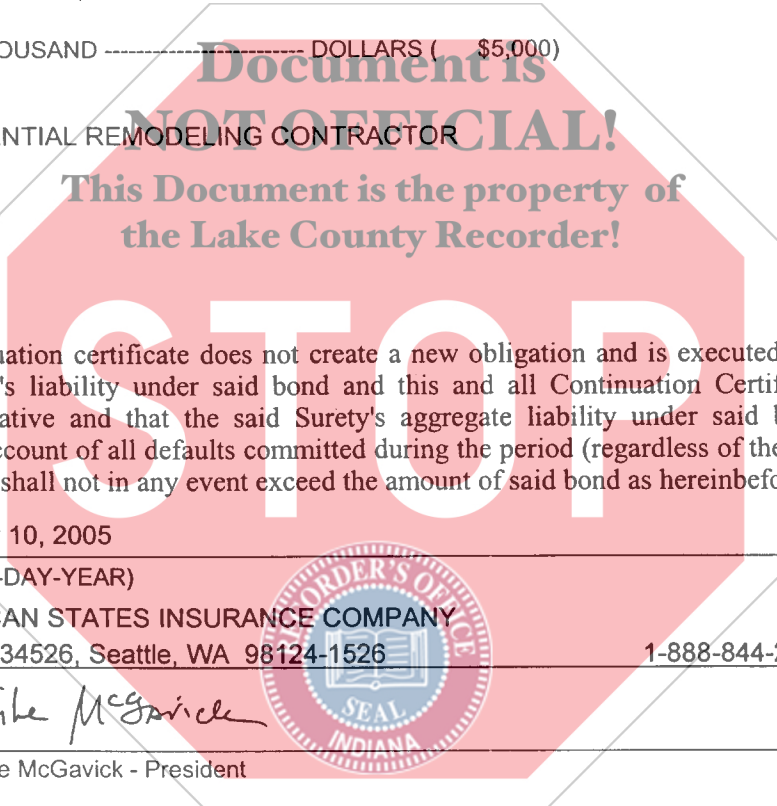 OUSAND ------------------------- DOLLARS ( $5,000)
Document is
NTIAL REMODELING CONTRACTOR
NOT OFFICIAL!
This Document is the property of
the Lake County Recorder!
STOP
uation certificate does not create a new obligation and is executed
's liability under said bond and this and all Continuation Certif
ative and that the said Surety's aggregate liability under said b
ccount of all defaults committed during the period (regardless of the
shall not in any event exceed the amount of said bond as hereinbefo
10, 2005
-DAY-YEAR)
AN STATES INSURANCE COMPANY
34526, Seattle, WA 98124-1526 1-888-844-2
ike McGavick
e McGavick - President
RECORDER'S OFFICE
SEAL
INDIANA